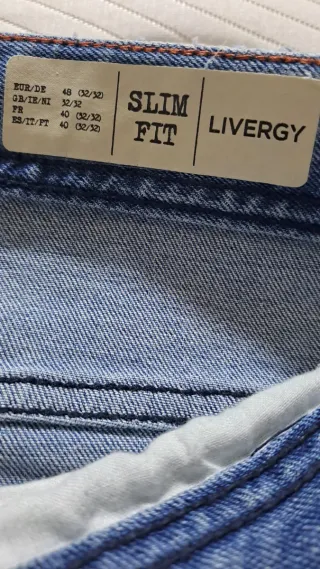 EUR/DE 48 (32/32)
GB/IE/NI 32/32
FR 40 (32/32)
ES/IT/PT 40 (32/32)
SLIM
FIT
LIVERGY